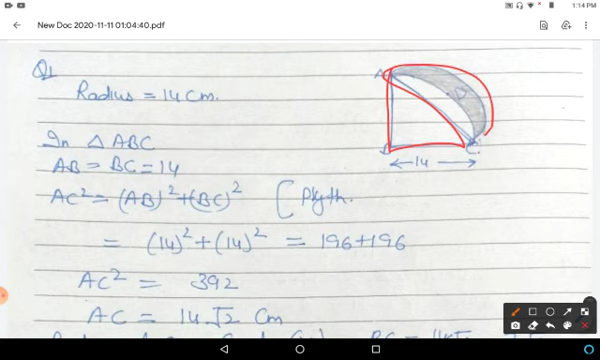 1:14 PM
New Doc 2020-11-11 01:04:40.pdf
Q1
Radius = 14 cm.
A
D
B
C
14
In △ ABC
AB = BC = 14
AC² = (AB)² + (BC)² [ Plyth.
= (14)² + (14)² = 196 + 196
AC² = 392
AC = 14 √2 Cm